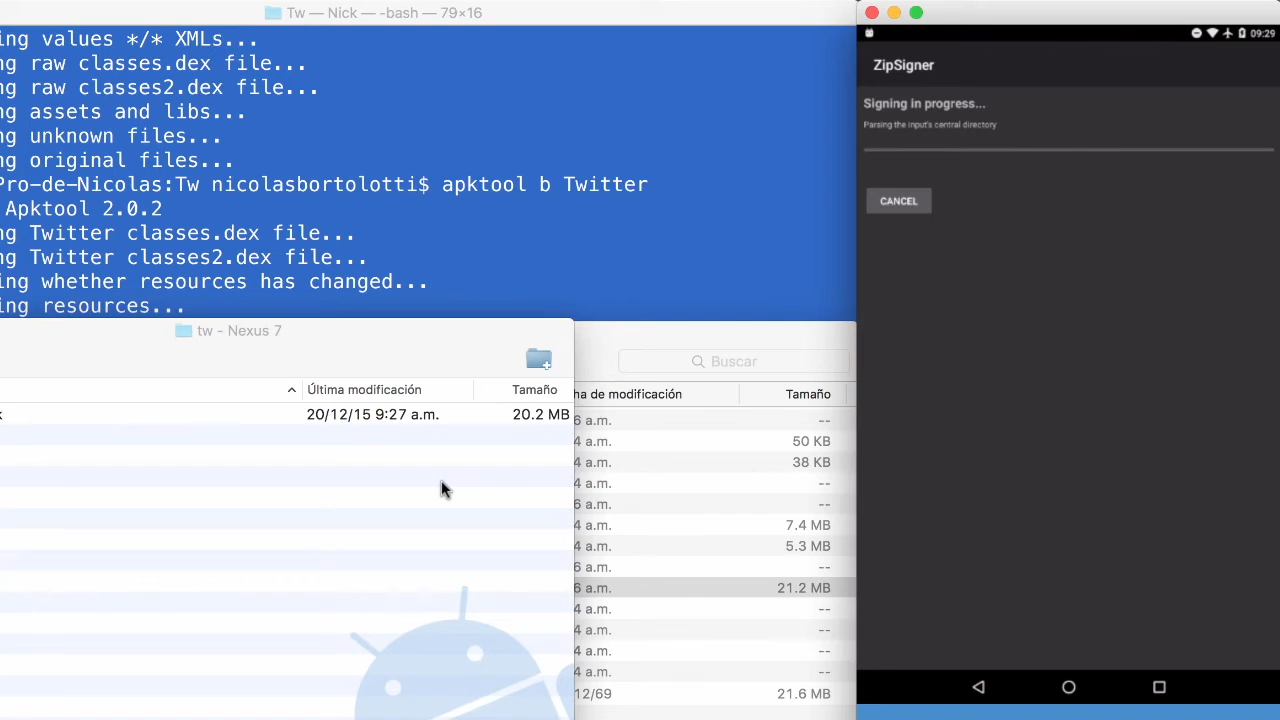 Tw — Nick — -bash — 79×16
ing values */* XMLs...
ng raw classes.dex file...
ng raw classes2.dex file...
ng assets and libs...
ng unknown files...
ng original files...
Pro-de-Nicolas:Tw nicolasbortolotti$ apktool b Twitter
Apktool 2.0.2
ng Twitter classes.dex file...
ng Twitter classes2.dex file...
ing whether resources has changed...
ing resources...
tw - Nexus 7
Última modificación Tamaño
20/12/15 9:27 a.m. 20.2 MB
Buscar
ha de modificación Tamaño
6 a.m. --
4 a.m. 50 KB
4 a.m. 38 KB
4 a.m. --
6 a.m. --
4 a.m. 7.4 MB
4 a.m. 5.3 MB
6 a.m. --
6 a.m. 21.2 MB
4 a.m. --
4 a.m. --
4 a.m. --
4 a.m. --
12/69 21.6 MB
09:29
ZipSigner
Signing in progress...
Parsing the input's central directory
CANCEL